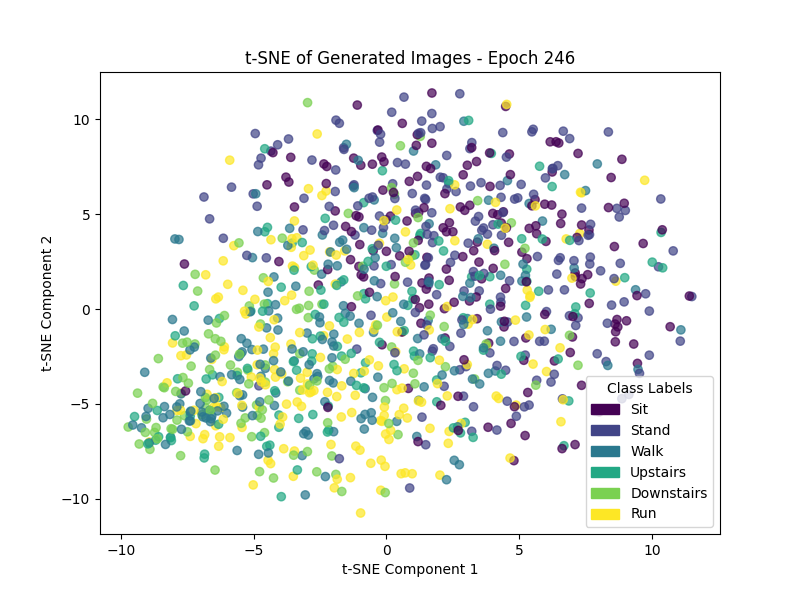 t-SNE of Generated Images - Epoch 246
t-SNE Component 2
10
5
0
−5
−10
Class Labels
Sit
Stand
Walk
Upstairs
Downstairs
Run
−10
−5
0
5
10
t-SNE Component 1